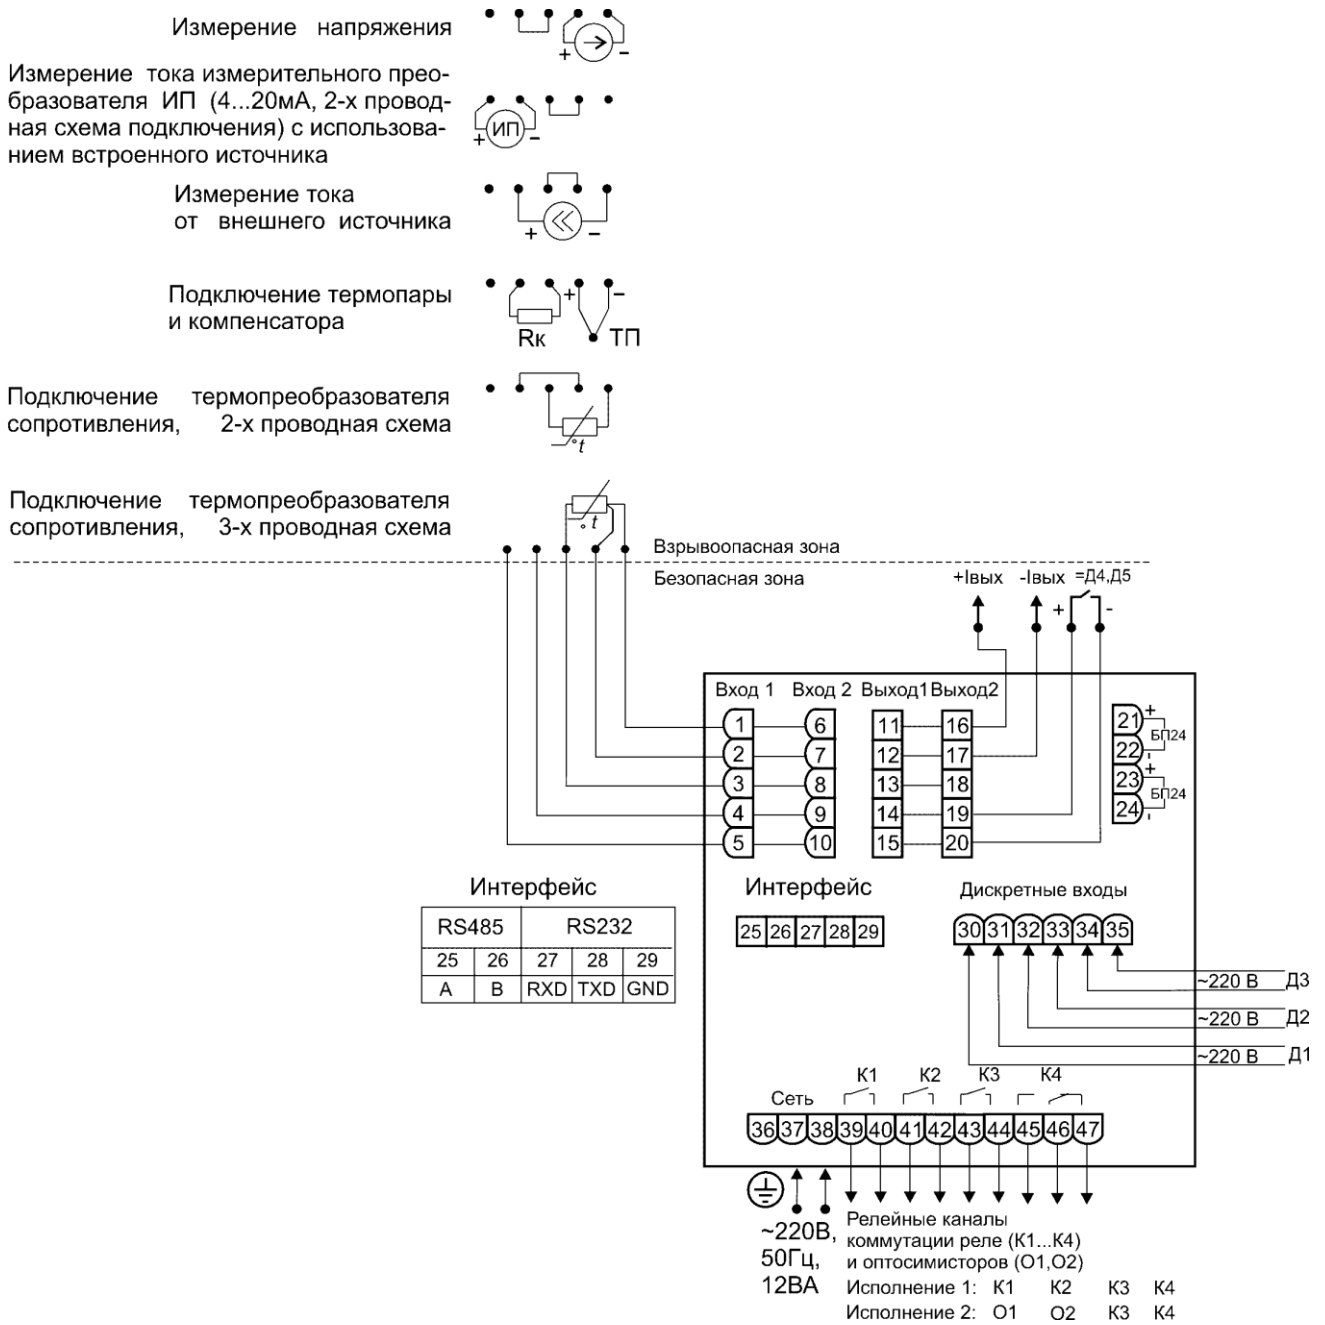 Измерение напряжения
+ −
Измерение тока измерительного прео-
бразователя ИП (4...20мА, 2-х провод-
ная схема подключения) с использова-
нием встроенного источника
+ ИП −
Измерение тока
от внешнего источника
+ −
Подключение термопары
и компенсатора
+ −
Rк ТП
Подключение термопреобразователя
сопротивления, 2-х проводная схема
°t
Подключение термопреобразователя
сопротивления, 3-х проводная схема
°t
Взрывоопасная зона
Безопасная зона
+Iвых -Iвых =Д4,Д5
+ -
Вход 1 Вход 2 Выход1 Выход2
1 6 11 16 21 +
БП24
2 7 12 17 22 -
3 8 13 18 23 +
БП24
4 9 14 19 24 -
5 10 15 20
Интерфейс
RS485 RS232
25 26 27 28 29
A B RXD TXD GND
Интерфейс
25 26 27 28 29
Дискретные входы
30 31 32 33 34 35
~220 В Д3
~220 В Д2
~220 В Д1
К1 К2 К3 К4
Сеть
36 37 38 39 40 41 42 43 44 45 46 47
~220В,
50Гц,
12ВА
Релейные каналы
коммутации реле (К1...К4)
и оптосимисторов (О1,О2)
Исполнение 1: К1 К2 К3 К4
Исполнение 2: О1 О2 К3 К4